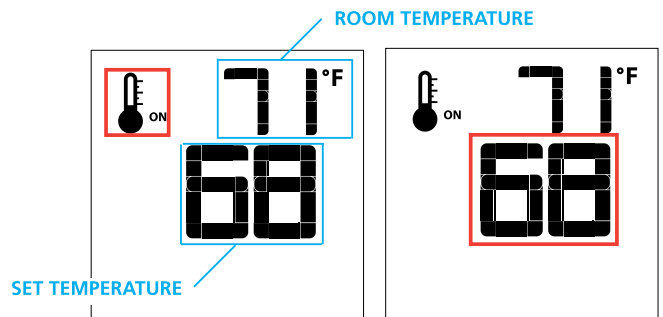 ROOM TEMPERATURE
71°F
ON
68
SET TEMPERATURE
71°F
ON
68